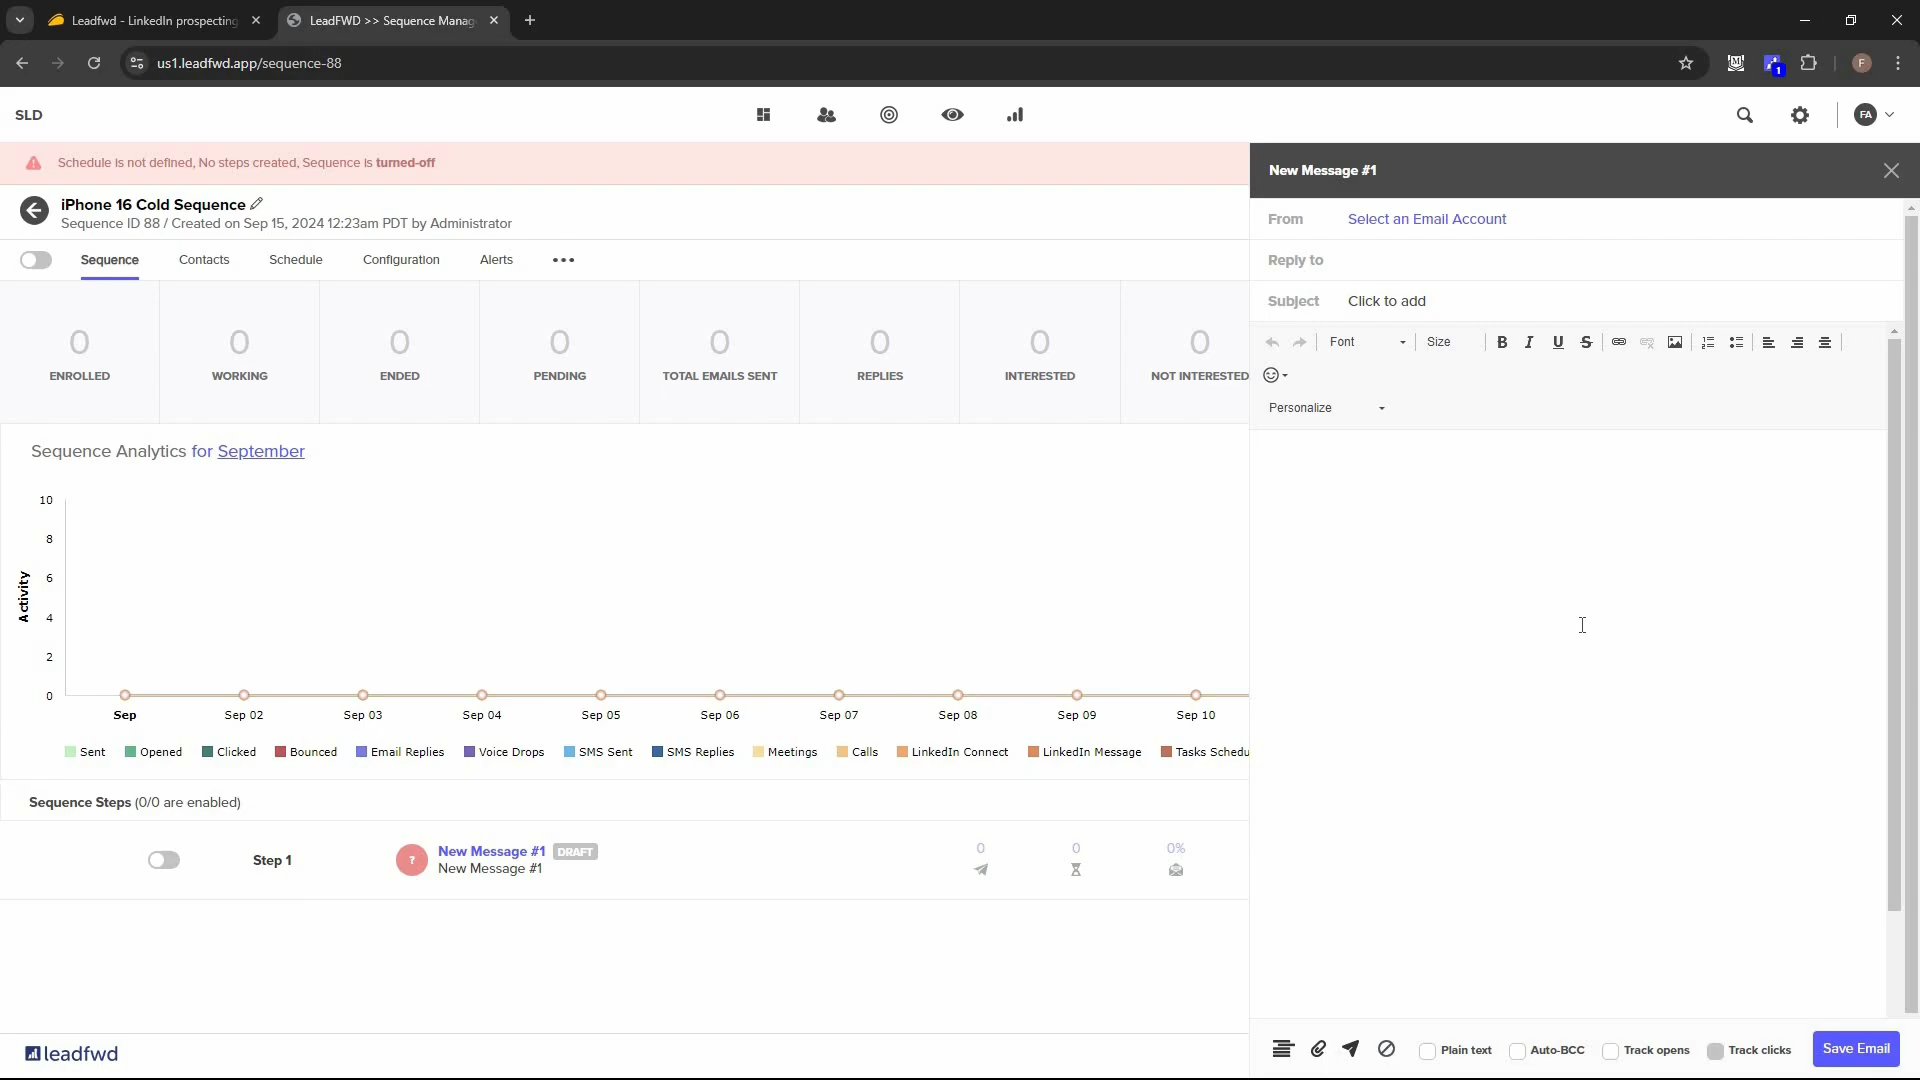 Leadfwd - LinkedIn prospecting
LeadFWD >> Sequence Manag
us1.leadfwd.app/sequence-88
1
F
SLD
FA
Schedule is not defined, No steps created, Sequence is turned-off
iPhone 16 Cold Sequence
Sequence ID 88 / Created on Sep 15, 2024 12:23am PDT by Administrator
Sequence
Contacts
Schedule
Configuration
Alerts
0
ENROLLED
0
WORKING
0
ENDED
0
PENDING
0
TOTAL EMAILS SENT
0
REPLIES
0
INTERESTED
0
NOT INTERESTED
Sequence Analytics for September
Activity
10
8
6
4
2
0
Sep
Sep 02
Sep 03
Sep 04
Sep 05
Sep 06
Sep 07
Sep 08
Sep 09
Sep 10
Sent
Opened
Clicked
Bounced
Email Replies
Voice Drops
SMS Sent
SMS Replies
Meetings
Calls
LinkedIn Connect
LinkedIn Message
Tasks Schedu
Sequence Steps (0/0 are enabled)
Step 1
?
New Message #1 DRAFT
New Message #1
0
0
0%
leadfwd
New Message #1
From Select an Email Account
Reply to
Subject Click to add
Font
Size
B I U S
Personalize
Plain text
Auto-BCC
Track opens
Track clicks
Save Email